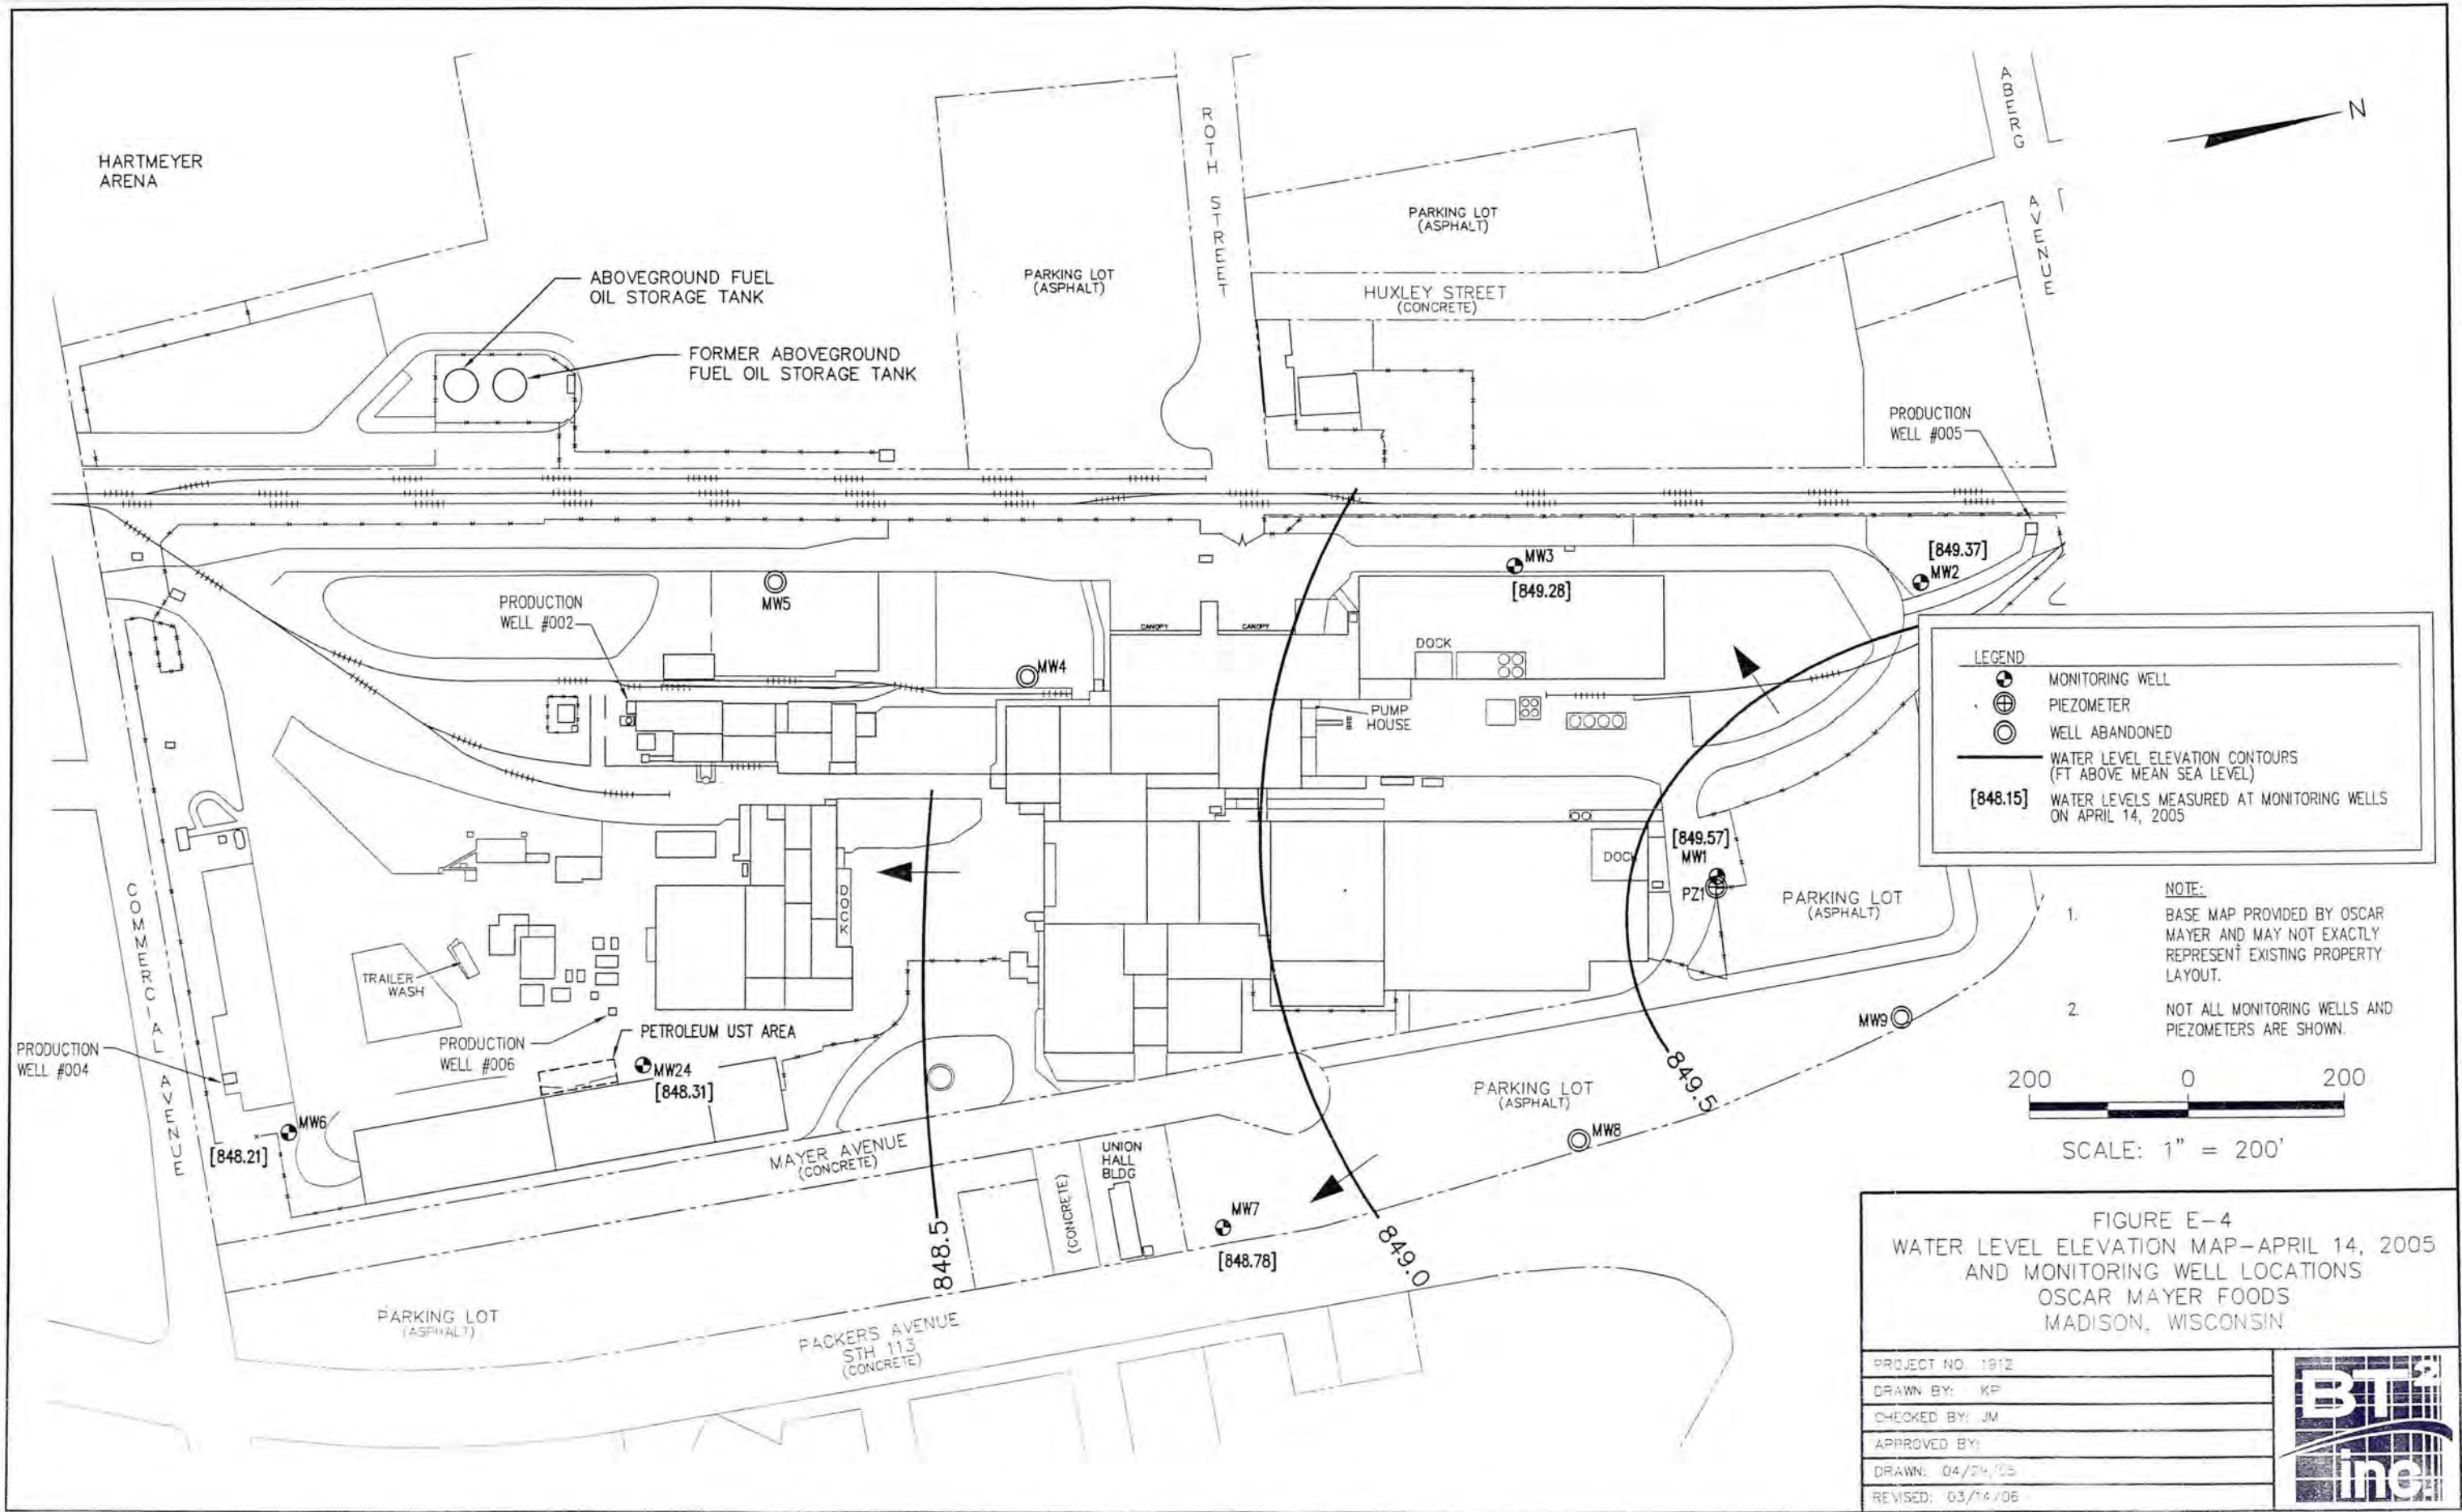 HARTMEYER
ARENA
ABOVEGROUND FUEL
OIL STORAGE TANK
FORMER ABOVEGROUND
FUEL OIL STORAGE TANK
PARKING LOT
(ASPHALT)
ROTH STREET
PARKING LOT
(ASPHALT)
HUXLEY STREET
(CONCRETE)
ABERG AVENUE
N
PRODUCTION
WELL #005
[849.37]
MW2
MW3
[849.28]
MW5
PRODUCTION
WELL #002
MW4
CANOPY
CANOPY
DOCK
PUMP
HOUSE
LEGEND
MONITORING WELL
PIEZOMETER
WELL ABANDONED
WATER LEVEL ELEVATION CONTOURS
(FT ABOVE MEAN SEA LEVEL)
[848.15]
WATER LEVELS MEASURED AT MONITORING WELLS
ON APRIL 14, 2005
[849.57]
MW1
PZ1
DOCK
DOCK
PARKING LOT
(ASPHALT)
NOTE:
1. BASE MAP PROVIDED BY OSCAR
MAYER AND MAY NOT EXACTLY
REPRESENT EXISTING PROPERTY
LAYOUT.
2. NOT ALL MONITORING WELLS AND
PIEZOMETERS ARE SHOWN.
COMMERCIAL AVENUE
TRAILER
WASH
PRODUCTION
WELL #004
PRODUCTION
WELL #006
PETROLEUM UST AREA
MW24
[848.31]
MW6
[848.21]
MAYER AVENUE
(CONCRETE)
UNION
HALL
BLDG
(CONCRETE)
MW7
[848.78]
MW8
MW9
PARKING LOT
(ASPHALT)
848.5
849.0
849.5
200 0 200
SCALE: 1" = 200'
PARKING LOT
(ASPHALT)
PACKERS AVENUE
STH 113
(CONCRETE)
FIGURE E-4
WATER LEVEL ELEVATION MAP-APRIL 14, 2005
AND MONITORING WELL LOCATIONS
OSCAR MAYER FOODS
MADISON, WISCONSIN
PROJECT NO. 1912
DRAWN BY: KP
CHECKED BY: JM
APPROVED BY:
DRAWN: 04/29/05
REVISED: 03/14/06
BT²
inc.